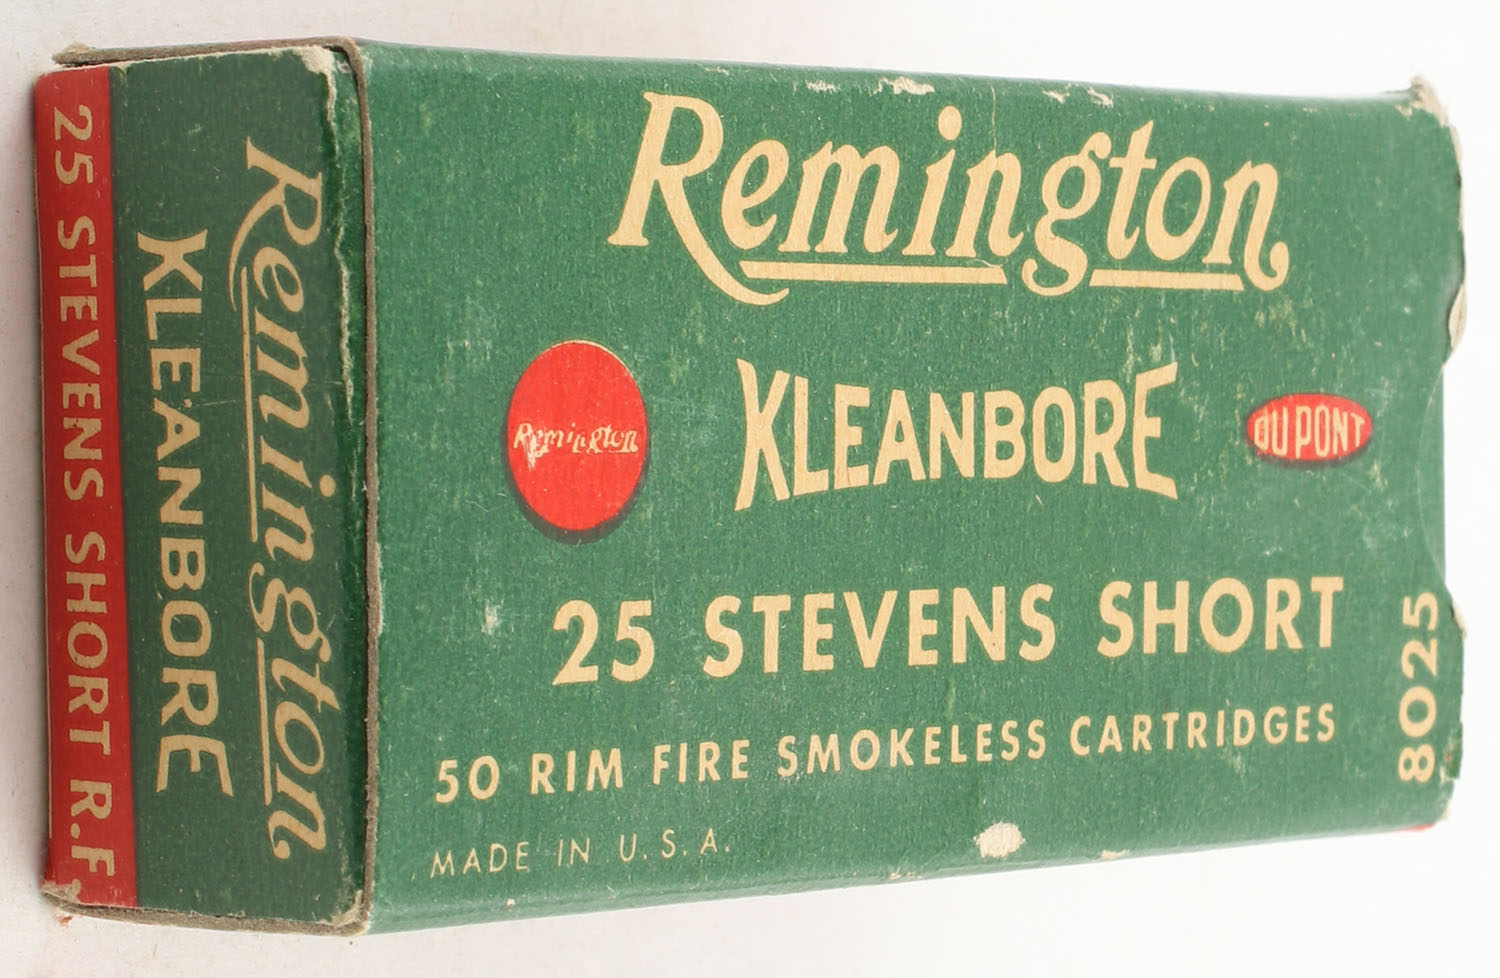 Remington
KLEANBORE
Remington
DU PONT
25 STEVENS SHORT
50 RIM FIRE SMOKELESS CARTRIDGES
MADE IN U.S.A.
8025
Remington
KLEANBORE
25 STEVENS SHORT R.F.